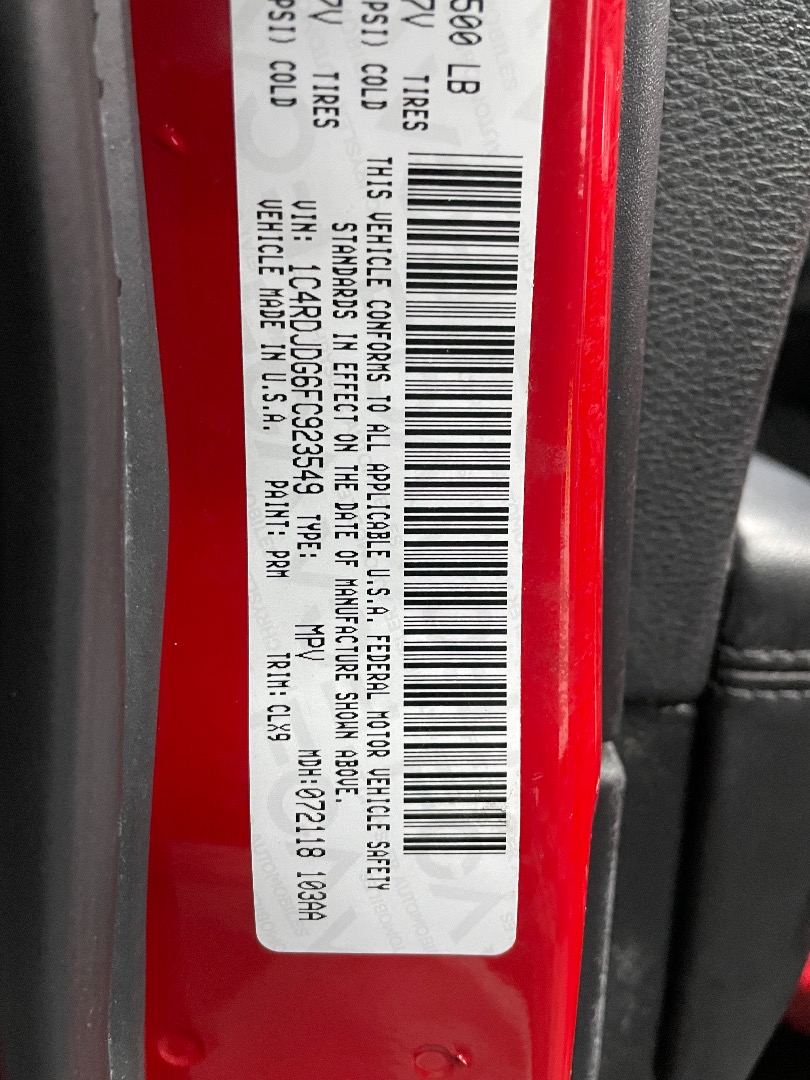 500 LB
7V TIRES
PSI) COLD
7V TIRES
PSI) COLD
THIS VEHICLE CONFORMS TO ALL APPLICABLE U.S.A. FEDERAL MOTOR VEHICLE SAFETY
STANDARDS IN EFFECT ON THE DATE OF MANUFACTURE SHOWN ABOVE.
VIN: 1C4RDJDG6FC923549 TYPE: MPV MDH:072118 103AA
VEHICLE MADE IN U.S.A. PAINT: PRM TRIM: CLX9